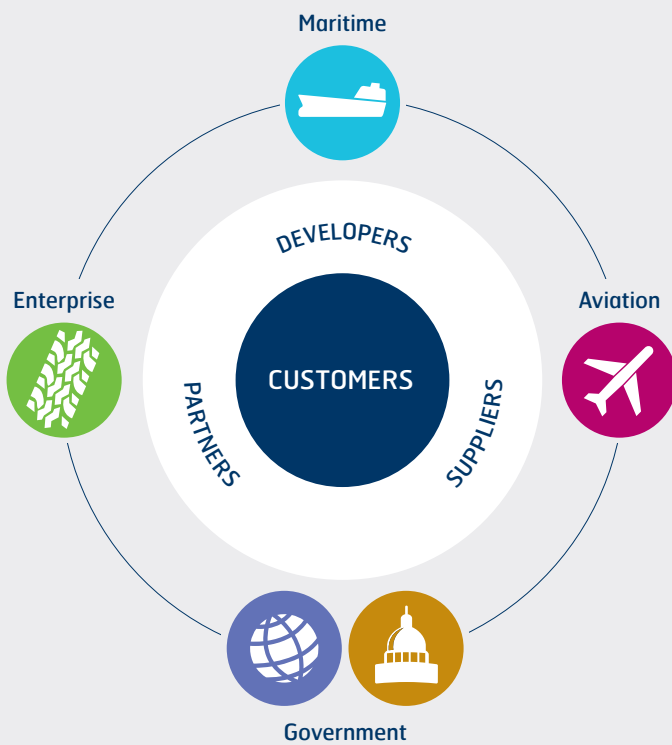 Maritime
DEVELOPERS
Enterprise
Aviation
CUSTOMERS
PARTNERS
SUPPLIERS
Government